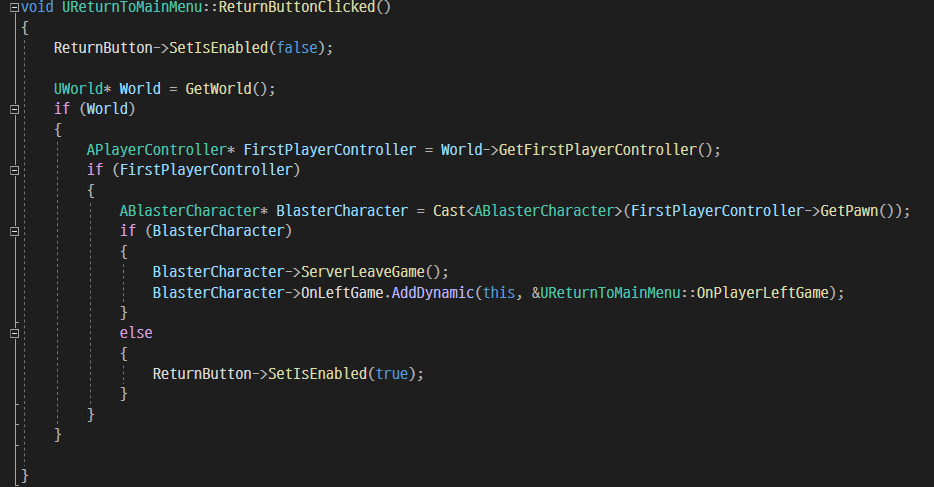 void UReturnToMainMenu::ReturnButtonClicked()
{
    ReturnButton->SetIsEnabled(false);

    UWorld* World = GetWorld();
    if (World)
    {
        APlayerController* FirstPlayerController = World->GetFirstPlayerController();
        if (FirstPlayerController)
        {
            ABlasterCharacter* BlasterCharacter = Cast<ABlasterCharacter>(FirstPlayerController->GetPawn());
            if (BlasterCharacter)
            {
                BlasterCharacter->ServerLeaveGame();
                BlasterCharacter->OnLeftGame.AddDynamic(this, &UReturnToMainMenu::OnPlayerLeftGame);
            }
            else
            {
                ReturnButton->SetIsEnabled(true);
            }
        }
    }

}